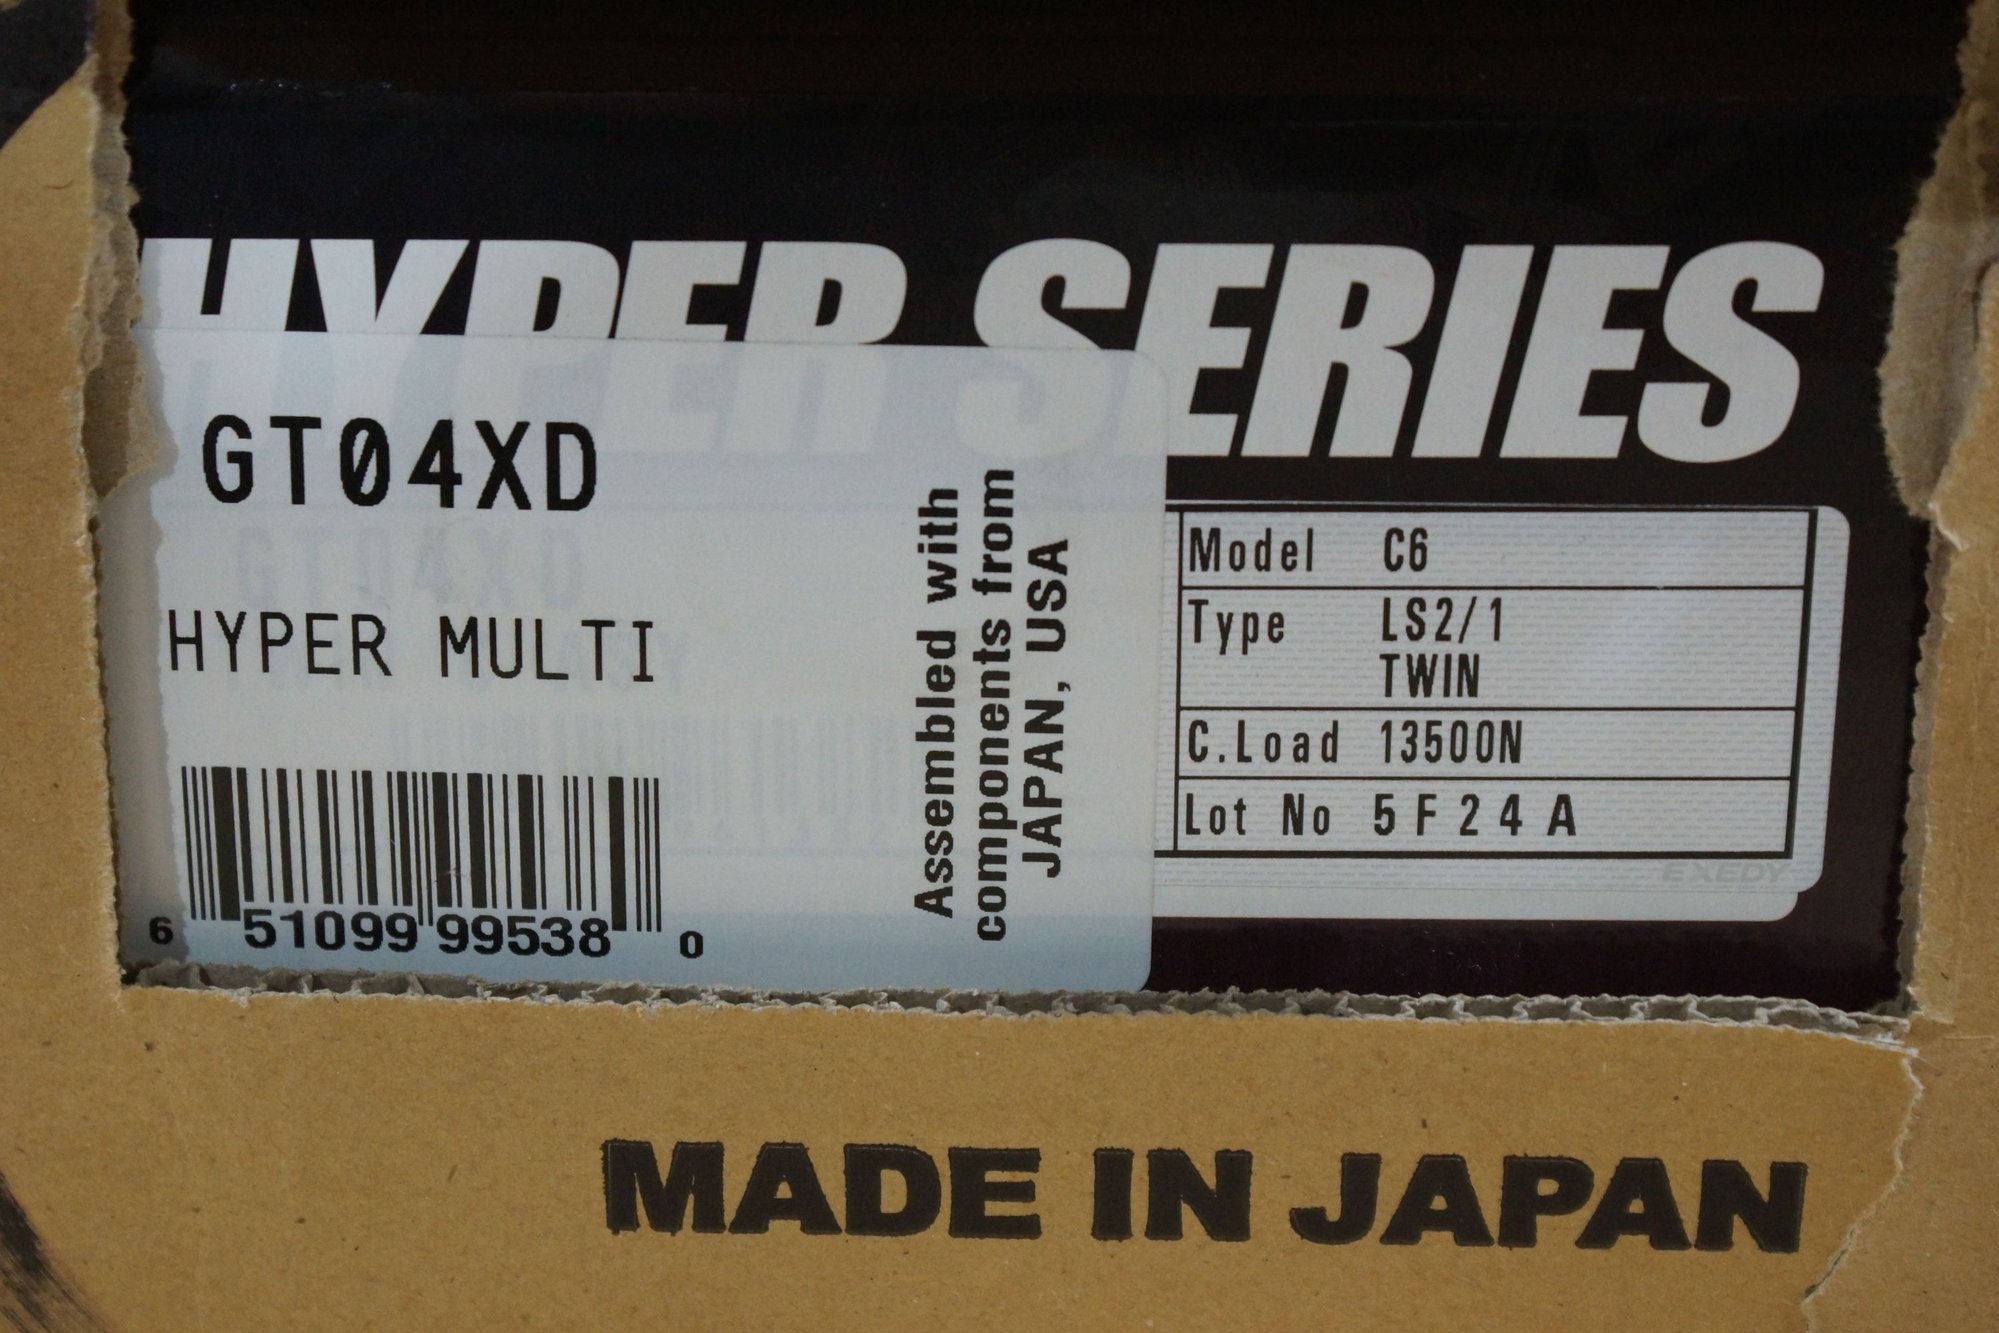 HYPER SERIES
GT04XD
HYPER MULTI
6 51099 99538 0
Assembled with
components from
JAPAN, USA
Model C6
Type LS2/1
TWIN
C.Load 13500N
Lot No 5F24A
EXEDY
MADE IN JAPAN